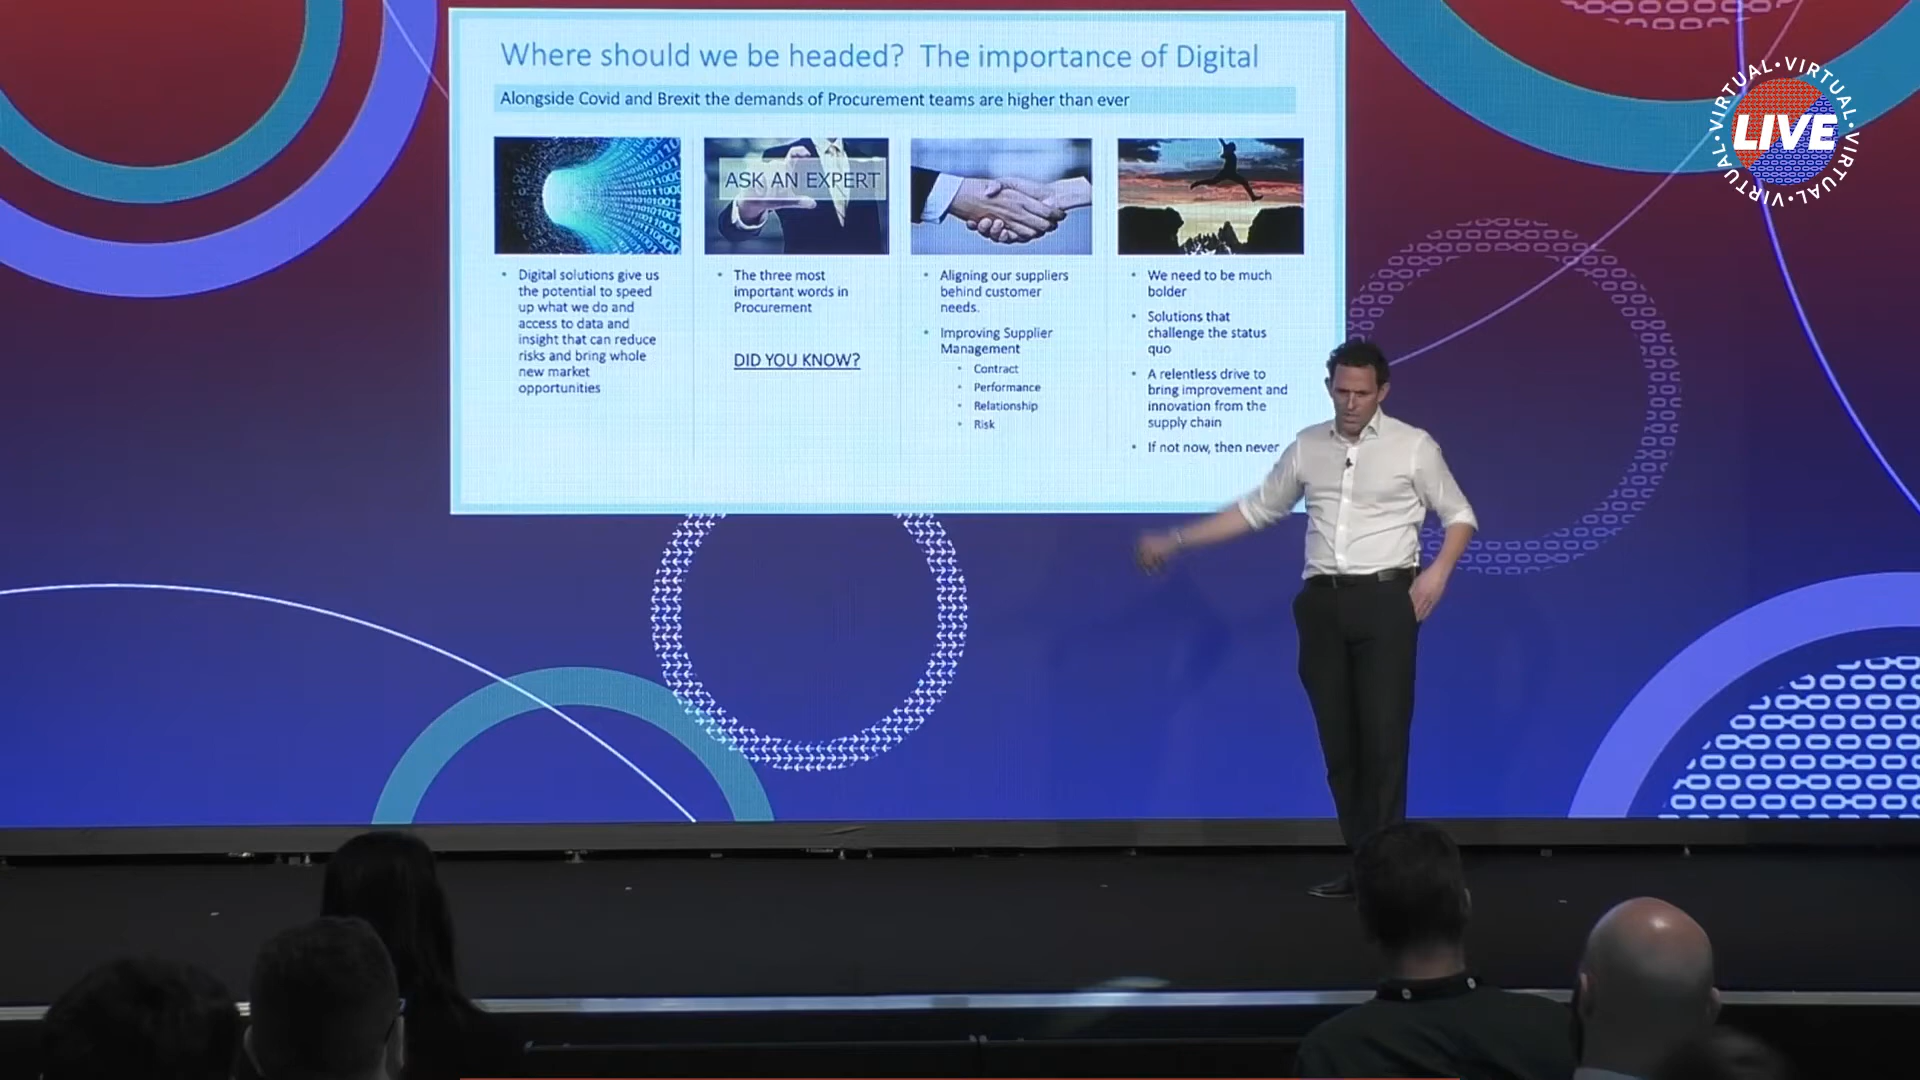 Where should we be headed?  The importance of Digital
Alongside Covid and Brexit the demands of Procurement teams are higher than ever
ASK AN EXPERT
• Digital solutions give us
the potential to speed
up what we do and
access to data and
insight that can reduce
risks and bring whole
new market
opportunities
• The three most
important words in
Procurement
DID YOU KNOW?
• Aligning our suppliers
behind customer
needs.
• Improving Supplier
Management
• Contract
• Performance
• Relationship
• Risk
• We need to be much
bolder
• Solutions that
challenge the status
quo
• A relentless drive to
bring improvement and
innovation from the
supply chain
• If not now, then never
VIRTUAL • VIRTUAL • VIRTUAL • VIRTUAL •
LIVE